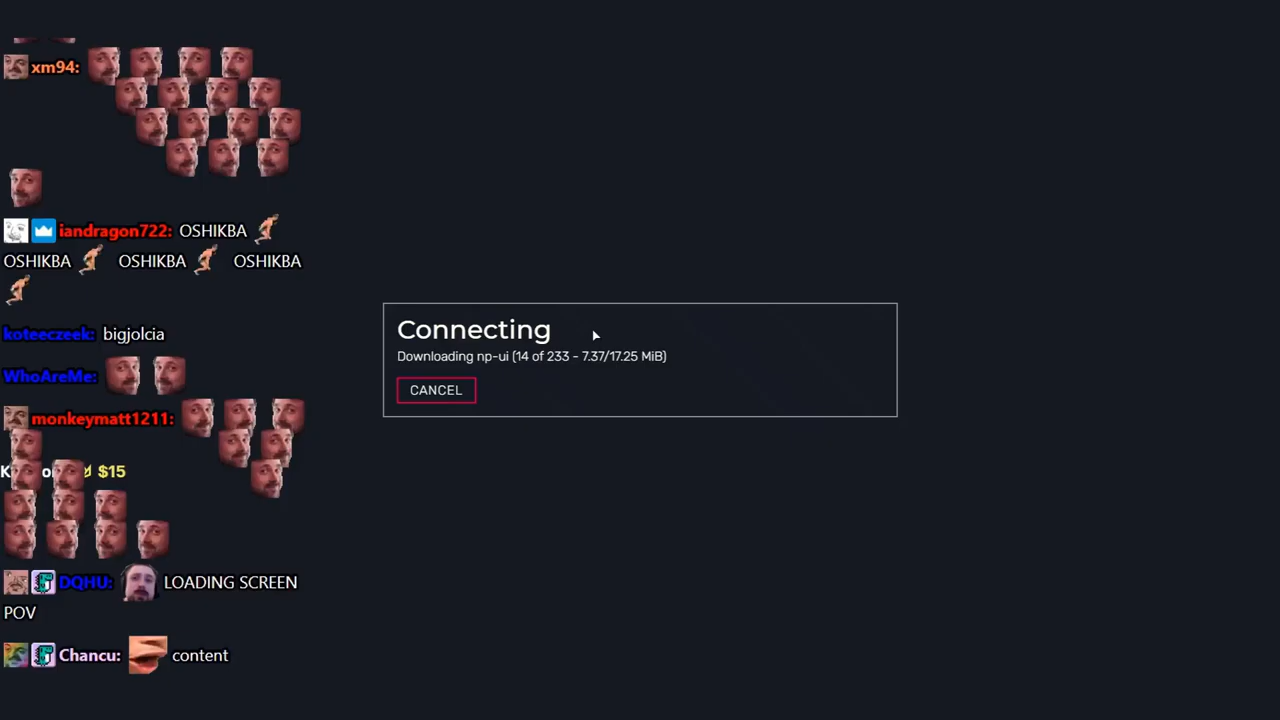 xm94:
iandragon722: OSHIKBA
OSHIKBA OSHIKBA OSHIKBA
koteeczeek: bigjolcia
WhoAreMe:
monkeymatt1211:
$15
DQHU: LOADING SCREEN
POV
Chancu: content
Connecting
Downloading np-ui (14 of 233 - 7.37/17.25 MiB)
CANCEL